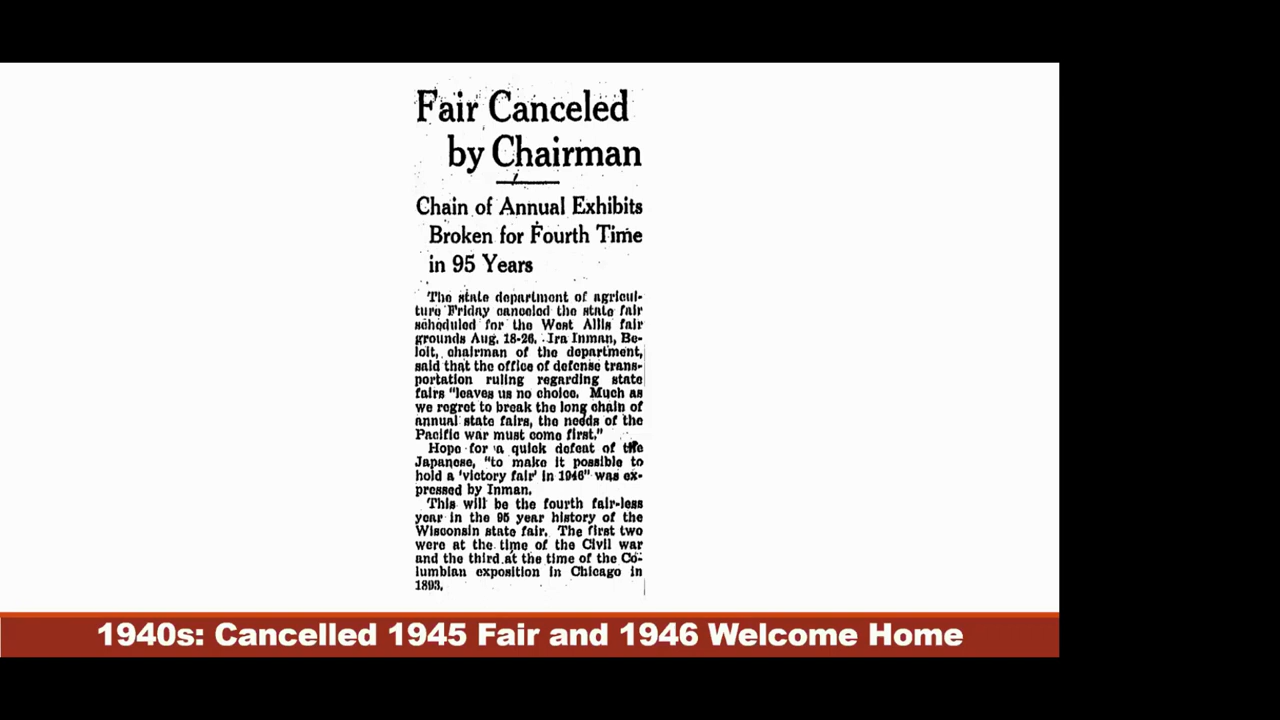 Fair Canceled
by Chairman
Chain of Annual Exhibits
Broken for Fourth Time
in 95 Years
The state department of agricul-
ture Friday canceled the state fair
scheduled for the West Allis fair
grounds Aug. 18-26. Ira Inman, Be-
loit, chairman of the department,
said that the office of defense trans-
portation ruling regarding state
fairs "leaves us no choice. Much as
we regret to break the long chain of
annual state fairs, the needs of the
Pacific war must come first."
Hope for a quick defeat of the
Japanese, "to make it possible to
hold a 'victory fair' in 1946" was ex-
pressed by Inman.
This will be the fourth fair-less
year in the 95 year history of the
Wisconsin state fair. The first two
were at the time of the Civil war
and the third at the time of the Co-
lumbian exposition in Chicago in
1893.
1940s: Cancelled 1945 Fair and 1946 Welcome Home